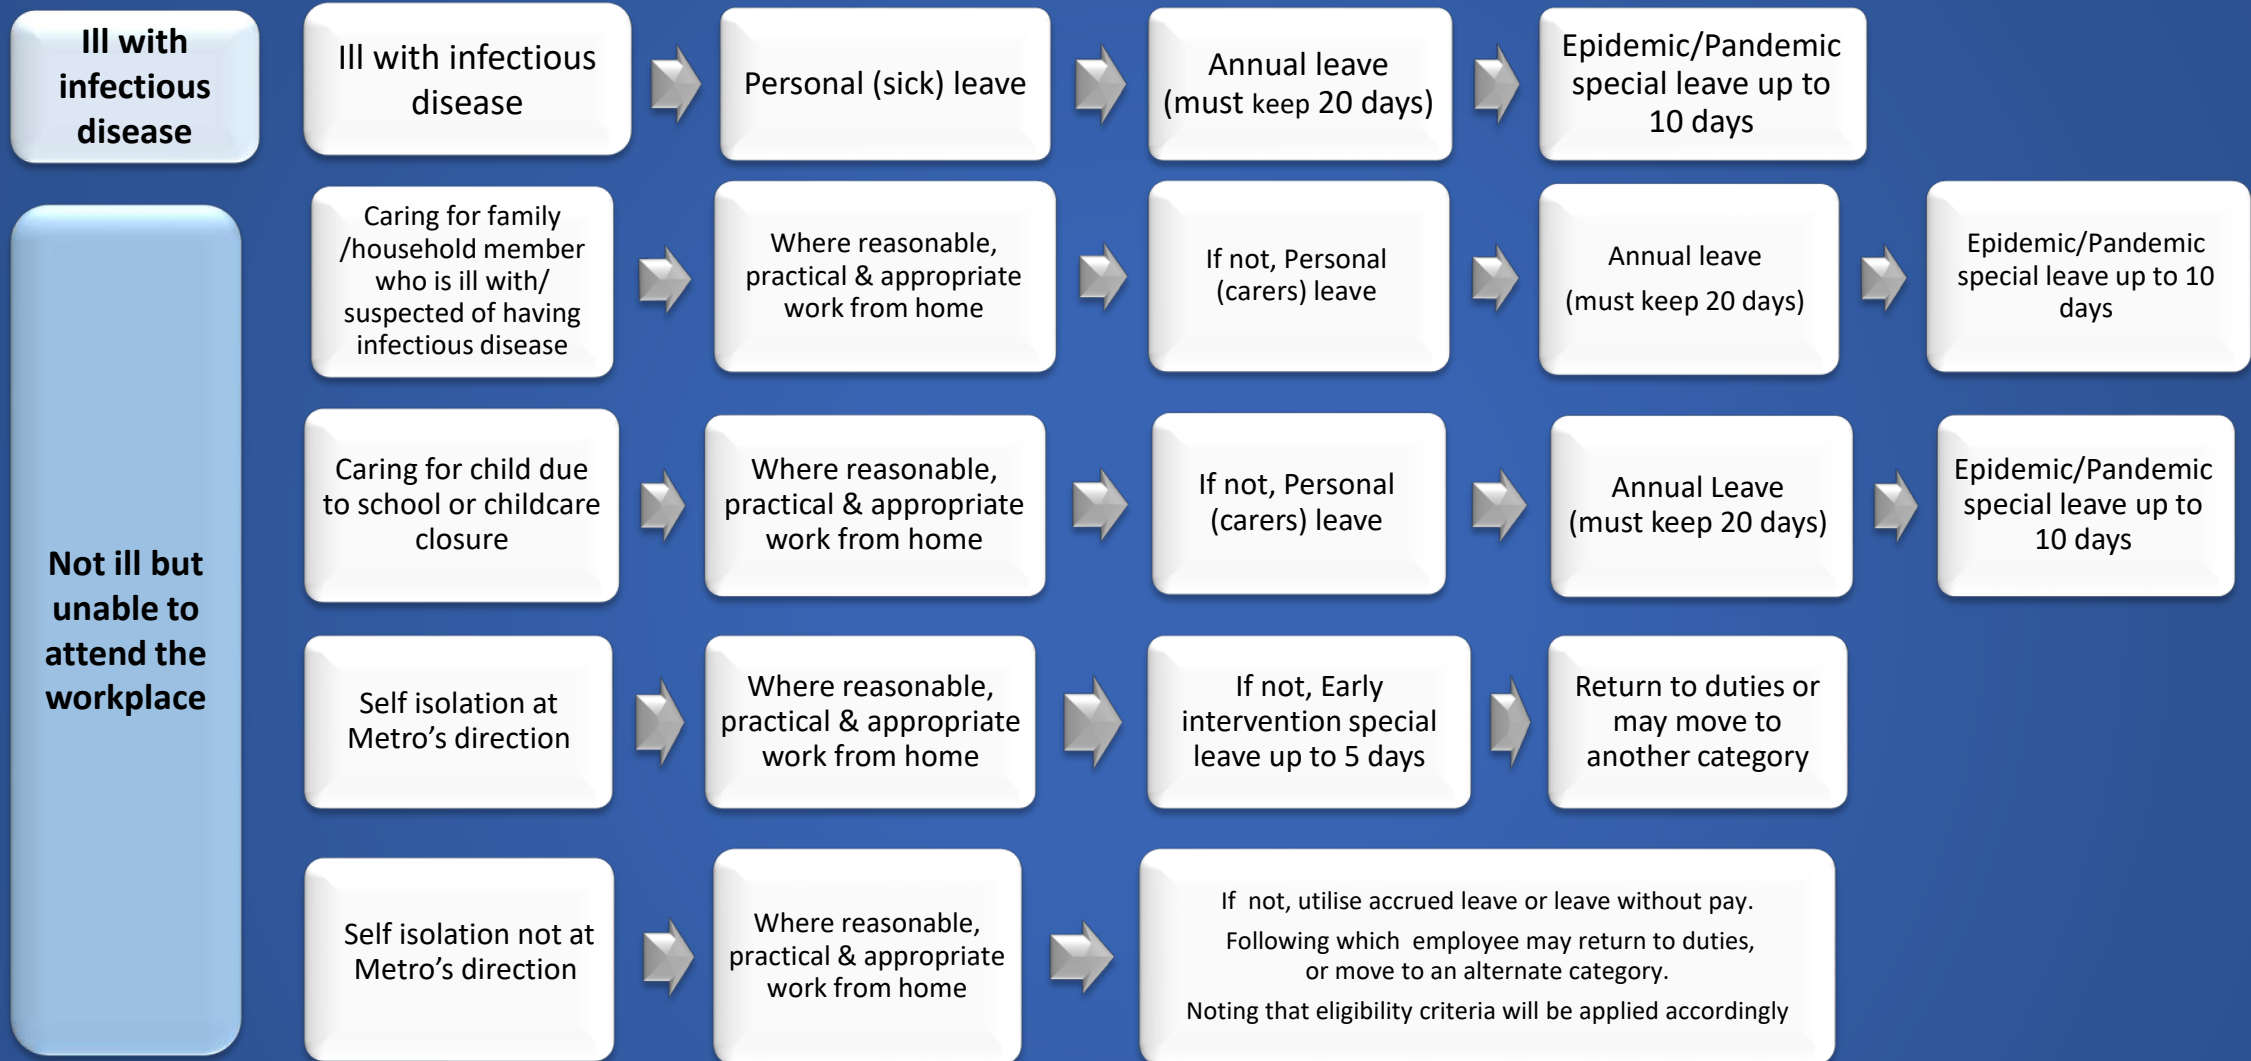 Ill with
infectious
disease
Ill with infectious
disease
Personal (sick) leave
Annual leave
(must keep 20 days)
Epidemic/Pandemic
special leave up to
10 days
Not ill but
unable to
attend the
workplace
Caring for family
/household member
who is ill with/
suspected of having
infectious disease
Where reasonable,
practical & appropriate
work from home
If not, Personal
(carers) leave
Annual leave
(must keep 20 days)
Epidemic/Pandemic
special leave up to 10
days
Caring for child due
to school or childcare
closure
Where reasonable,
practical & appropriate
work from home
If not, Personal
(carers) leave
Annual Leave
(must keep 20 days)
Epidemic/Pandemic
special leave up to
10 days
Self isolation at
Metro’s direction
Where reasonable,
practical & appropriate
work from home
If not, Early
intervention special
leave up to 5 days
Return to duties or
may move to
another category
Self isolation not at
Metro’s direction
Where reasonable,
practical & appropriate
work from home
If  not, utilise accrued leave or leave without pay.
Following which  employee may return to duties,
or move to an alternate category.
Noting that eligibility criteria will be applied accordingly